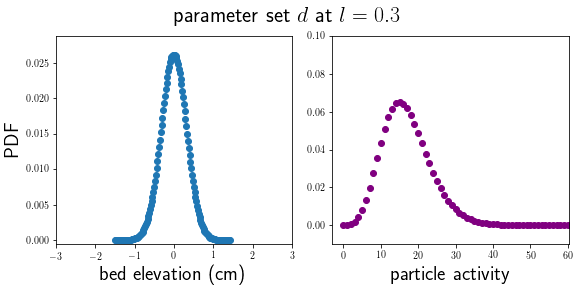 parameter set d at l = 0.3
PDF
0.025
0.020
0.015
0.010
0.005
0.000
−3 −2 −1 0 1 2 3
bed elevation (cm)
0.10
0.08
0.06
0.04
0.02
0.00
0 10 20 30 40 50 60
particle activity